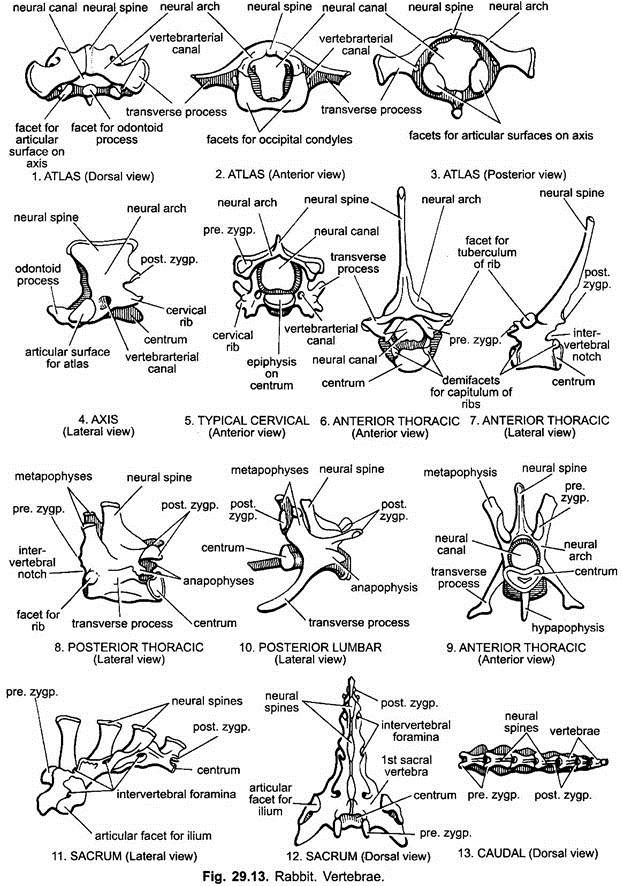 neural canal neural spine neural arch neural spine neural canal neural spine neural arch
vertebrarterial canal
vertebrarterial canal
transverse process
transverse process
facet for articular surface on axis
facet for odontoid process
facets for occipital condyles
facets for articular surfaces on axis
1. ATLAS (Dorsal view)
2. ATLAS (Anterior view)
3. ATLAS (Posterior view)
neural spine
neural arch
post. zygp.
odontoid process
cervical rib
centrum
articular surface for atlas
vertebrarterial canal
4. AXIS
(Lateral view)
neural arch
neural spine
pre. zygp.
neural canal
transverse process
cervical rib
vertebrarterial canal
epiphysis on centrum
5. TYPICAL CERVICAL
(Anterior view)
neural arch
facet for tuberculum of rib
neural canal
centrum
demifacets for capitulum of ribs
6. ANTERIOR THORACIC
(Anterior view)
neural spine
post. zygp.
pre. zygp.
inter-
vertebral
notch
centrum
7. ANTERIOR THORACIC
(Lateral view)
metapophyses
neural spine
pre. zygp.
post. zygp.
inter-
vertebral
notch
anapophyses
facet for rib
transverse process
centrum
8. POSTERIOR THORACIC
(Lateral view)
metapophyses
neural spine
post. zygp.
post. zygp.
centrum
anapophysis
transverse process
10. POSTERIOR LUMBAR
(Lateral view)
metapophysis
neural spine
pre. zygp.
neural canal
neural arch
transverse process
centrum
hypapophysis
9. ANTERIOR THORACIC
(Anterior view)
pre. zygp.
neural spines
post. zygp.
centrum
intervertebral foramina
articular facet for ilium
11. SACRUM (Lateral view)
neural spines
post. zygp.
intervertebral foramina
1st sacral vertebra
articular facet for ilium
centrum
pre. zygp.
12. SACRUM (Dorsal view)
neural spines
vertebrae
pre. zygp.
post. zygp.
13. CAUDAL (Dorsal view)
Fig. 29.13. Rabbit. Vertebrae.